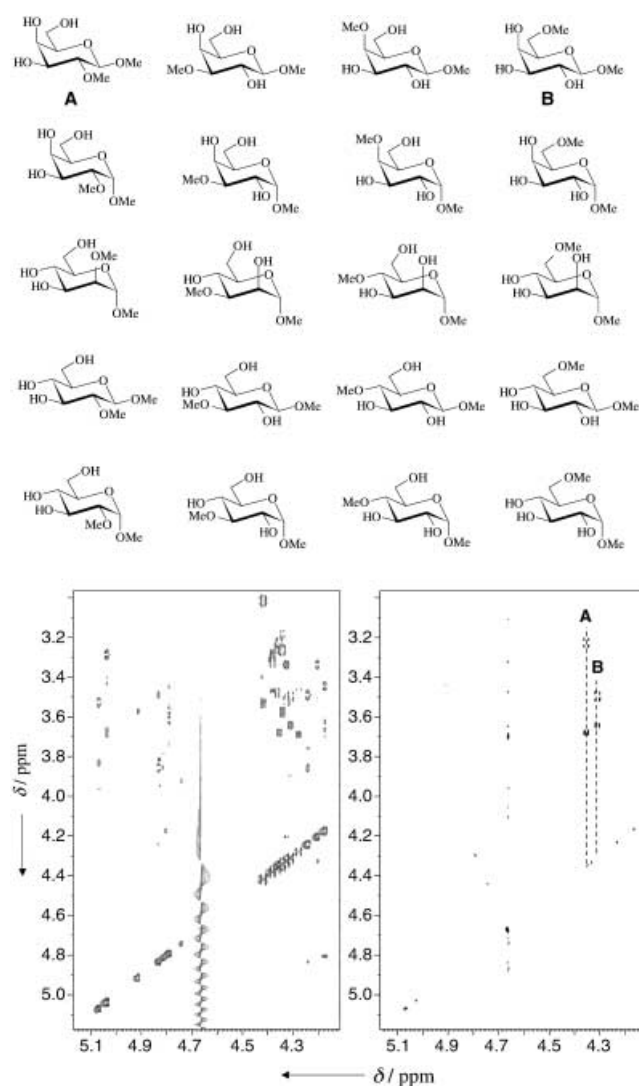 HO OH HO OH MeO OH HO OMe
O O O O
HO OMe MeO OMe HO OMe HO OMe
OMe OH OH OH
A B
HO OH HO OH MeO OH HO OMe
O O O O
HO MeO HO HO
MeO HO HO HO
OMe OMe OMe OMe
OH OMe OH OH OH OMe OH
HO O HO O MeO O HO O
HO MeO HO HO
OMe OMe OMe OMe
OH OH OH OMe
HO O HO O MeO O HO O
HO OMe MeO OMe HO OMe HO OMe
OMe OH OH OH
OH OH OH OMe
HO O HO O MeO O HO O
HO MeO HO HO
MeO HO HO HO
OMe OMe OMe OMe
A
B
3.2 3.2
3.4 3.4
3.6 3.6
3.8 3.8
4.0 4.0
4.2 4.2
4.4 4.4
4.6 4.6
4.8 4.8
5.0 5.0
δ / ppm δ / ppm
5.1 4.9 4.7 4.5 4.3 5.1 4.9 4.7 4.5 4.3
δ / ppm